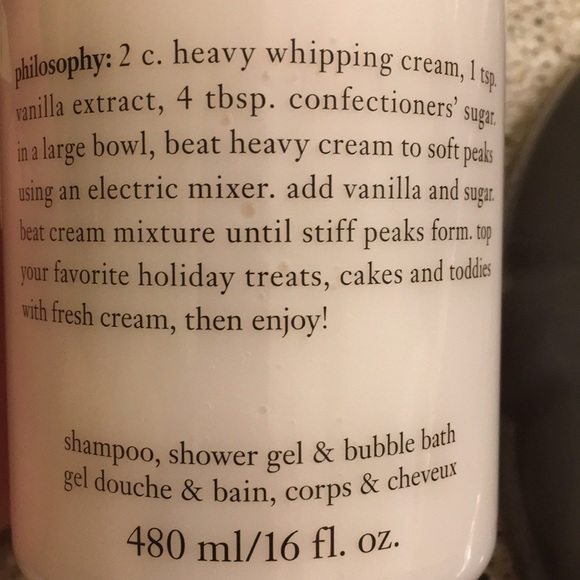 philosophy: 2 c. heavy whipping cream, 1 tsp.
vanilla extract, 4 tbsp. confectioners' sugar.
in a large bowl, beat heavy cream to soft peaks
using an electric mixer. add vanilla and sugar.
beat cream mixture until stiff peaks form. top
your favorite holiday treats, cakes and toddies
with fresh cream, then enjoy!
shampoo, shower gel & bubble bath
gel douche & bain, corps & cheveux
480 ml/16 fl. oz.